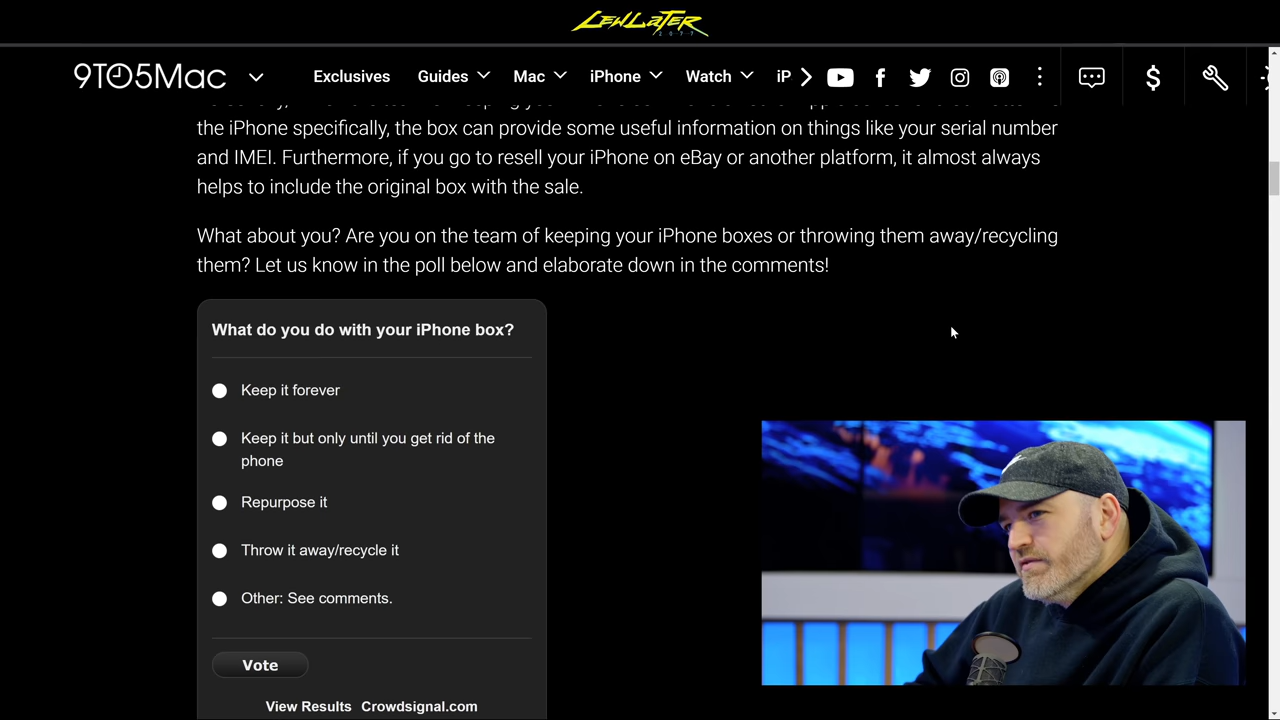 LEWLATER
2077
9TO5Mac Exclusives Guides Mac iPhone Watch iP
the iPhone specifically, the box can provide some useful information on things like your serial number
and IMEI. Furthermore, if you go to resell your iPhone on eBay or another platform, it almost always
helps to include the original box with the sale.
What about you? Are you on the team of keeping your iPhone boxes or throwing them away/recycling
them? Let us know in the poll below and elaborate down in the comments!
What do you do with your iPhone box?
Keep it forever
Keep it but only until you get rid of the
phone
Repurpose it
Throw it away/recycle it
Other: See comments.
Vote
View Results Crowdsignal.com